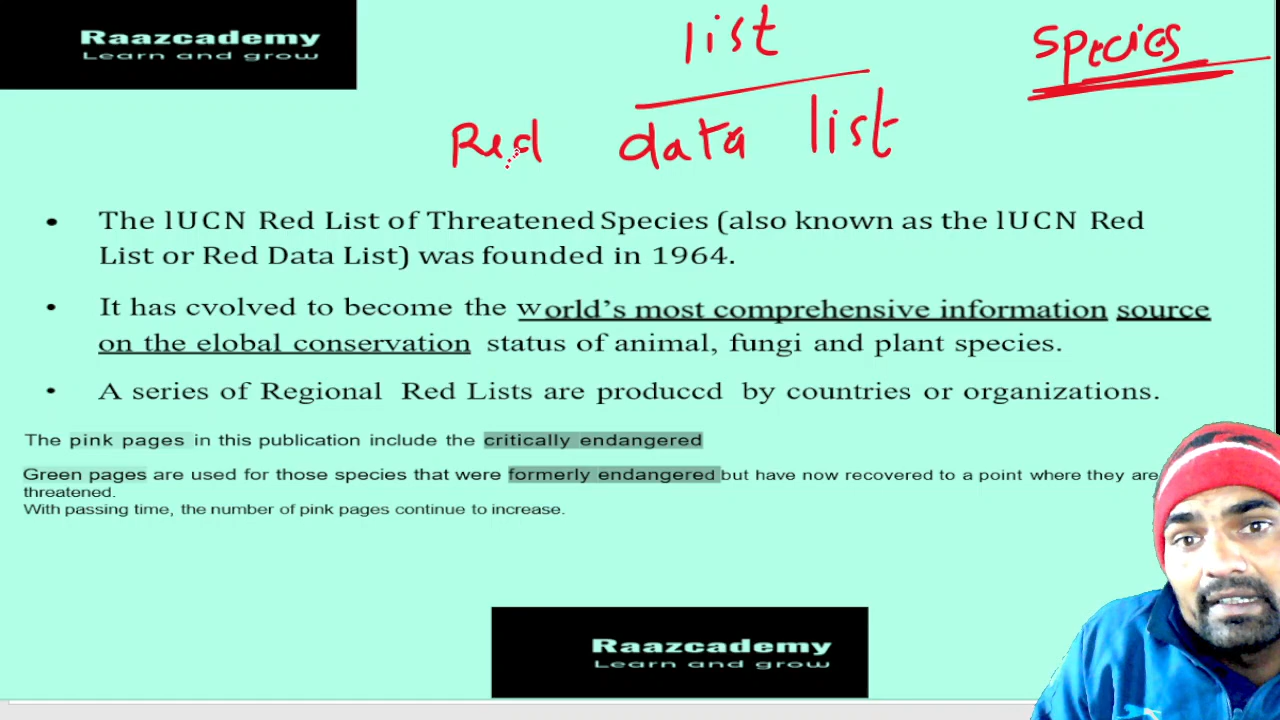 Raazcademy
Learn and grow
list
Species
Red data list
• The lUCN Red List of Threatened Species (also known as the lUCN Red
List or Red Data List) was founded in 1964.
• It has cvolved to become the world’s most comprehensive information source
on the elobal conservation status of animal, fungi and plant species.
• A series of Regional Red Lists are produccd by countries or organizations.
The pink pages in this publication include the critically endangered
Green pages are used for those species that were formerly endangered but have now recovered to a point where they are
threatened.
With passing time, the number of pink pages continue to increase.
Raazcademy
Learn and grow